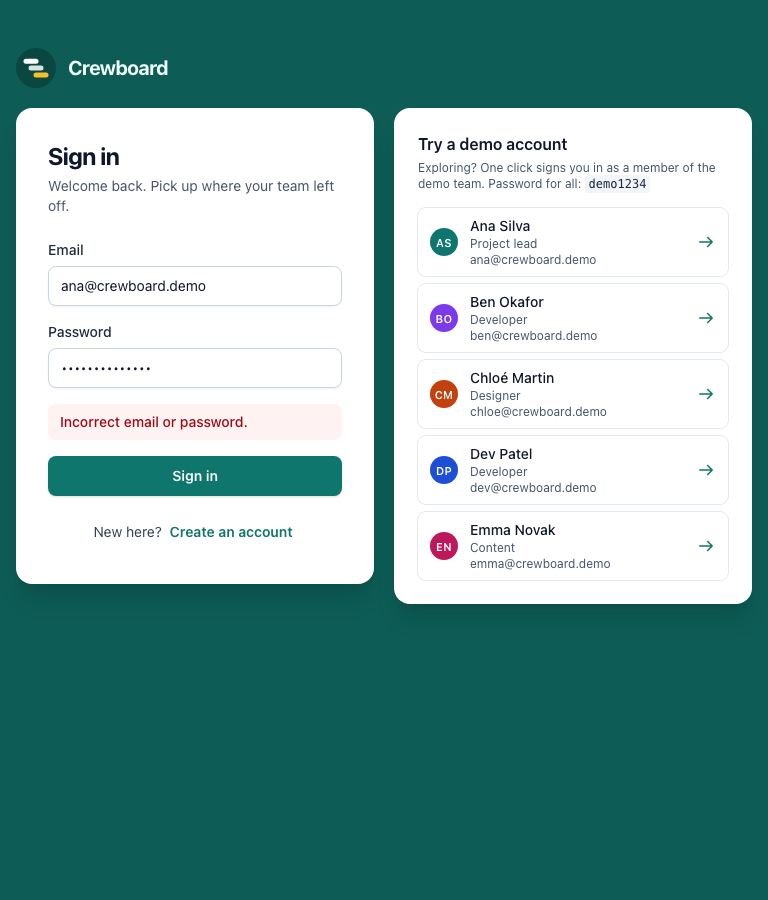 Crewboard
Sign in
Welcome back. Pick up where your team left
off.
Email
ana@crewboard.demo
Password
••••••••••••••
Incorrect email or password.
Sign in
New here? Create an account
Try a demo account
Exploring? One click signs you in as a member of the
demo team. Password for all: demo1234
AS
Ana Silva
Project lead
ana@crewboard.demo
BO
Ben Okafor
Developer
ben@crewboard.demo
CM
Chloé Martin
Designer
chloe@crewboard.demo
DP
Dev Patel
Developer
dev@crewboard.demo
EN
Emma Novak
Content
emma@crewboard.demo